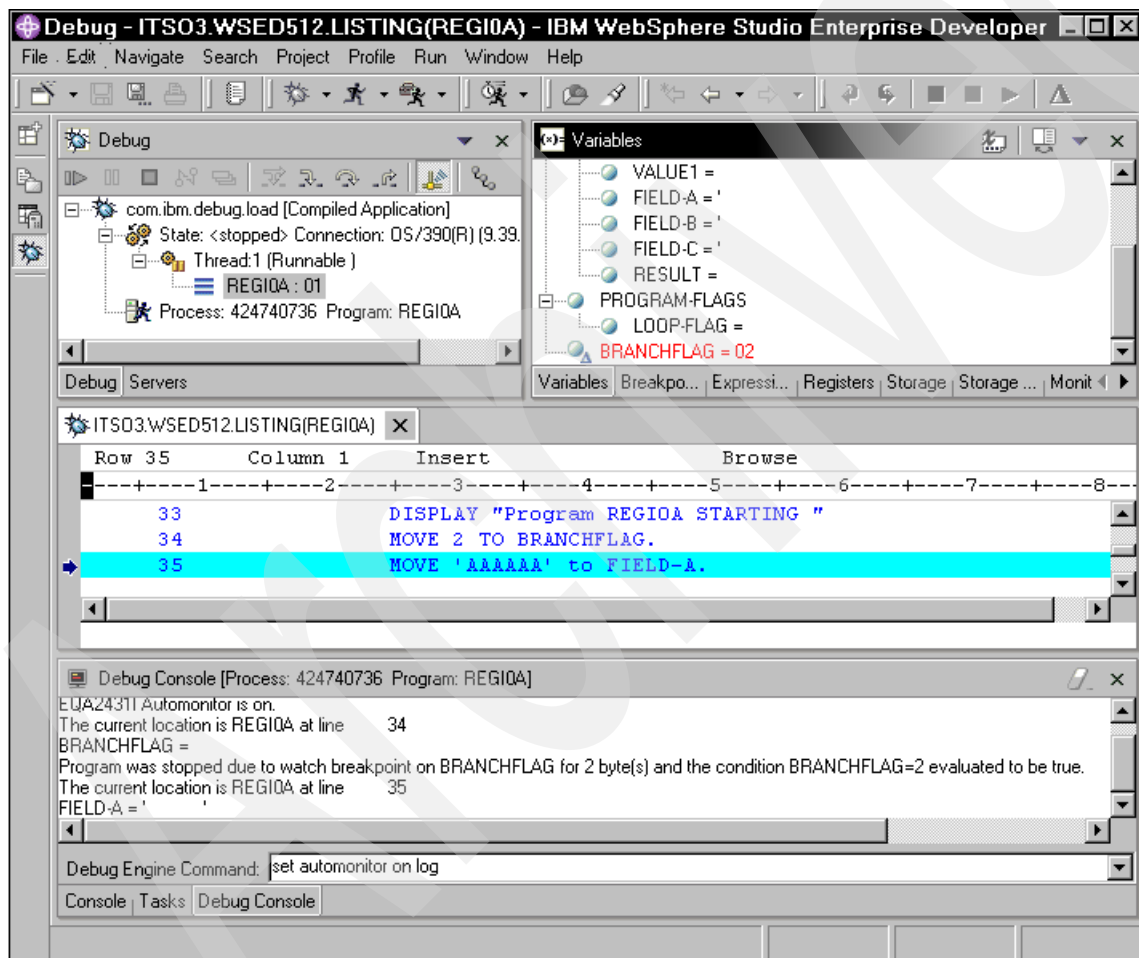 Debug - ITSO3.WSED512.LISTING(REGI0A) - IBM WebSphere Studio Enterprise Developer
File Edit Navigate Search Project Profile Run Window Help
Debug
com.ibm.debug.load [Compiled Application]
State: <stopped> Connection: OS/390(R) (9.39.
Thread:1 (Runnable )
REGI0A : 01
Process: 424740736 Program: REGI0A
Debug Servers
Variables
VALUE1 =
FIELD-A = '
FIELD-B = '
FIELD-C = '
RESULT =
PROGRAM-FLAGS
LOOP-FLAG =
BRANCHFLAG = 02
Variables Breakpo... Expressi... Registers Storage Storage ... Monit
ITSO3.WSED512.LISTING(REGI0A)
Row 35 Column 1 Insert Browse
----+----1----+----2----+----3----+----4----+----5----+----6----+----7----+----8---
33 DISPLAY "Program REGI0A STARTING "
34 MOVE 2 TO BRANCHFLAG.
35 MOVE 'AAAAAA' to FIELD-A.
Debug Console [Process: 424740736 Program: REGI0A]
EQA2431I Automonitor is on.
The current location is REGI0A at line 34
BRANCHFLAG =
Program was stopped due to watch breakpoint on BRANCHFLAG for 2 byte(s) and the condition BRANCHFLAG=2 evaluated to be true.
The current location is REGI0A at line 35
FIELD-A = ' '
Debug Engine Command: set automonitor on log
Console Tasks Debug Console